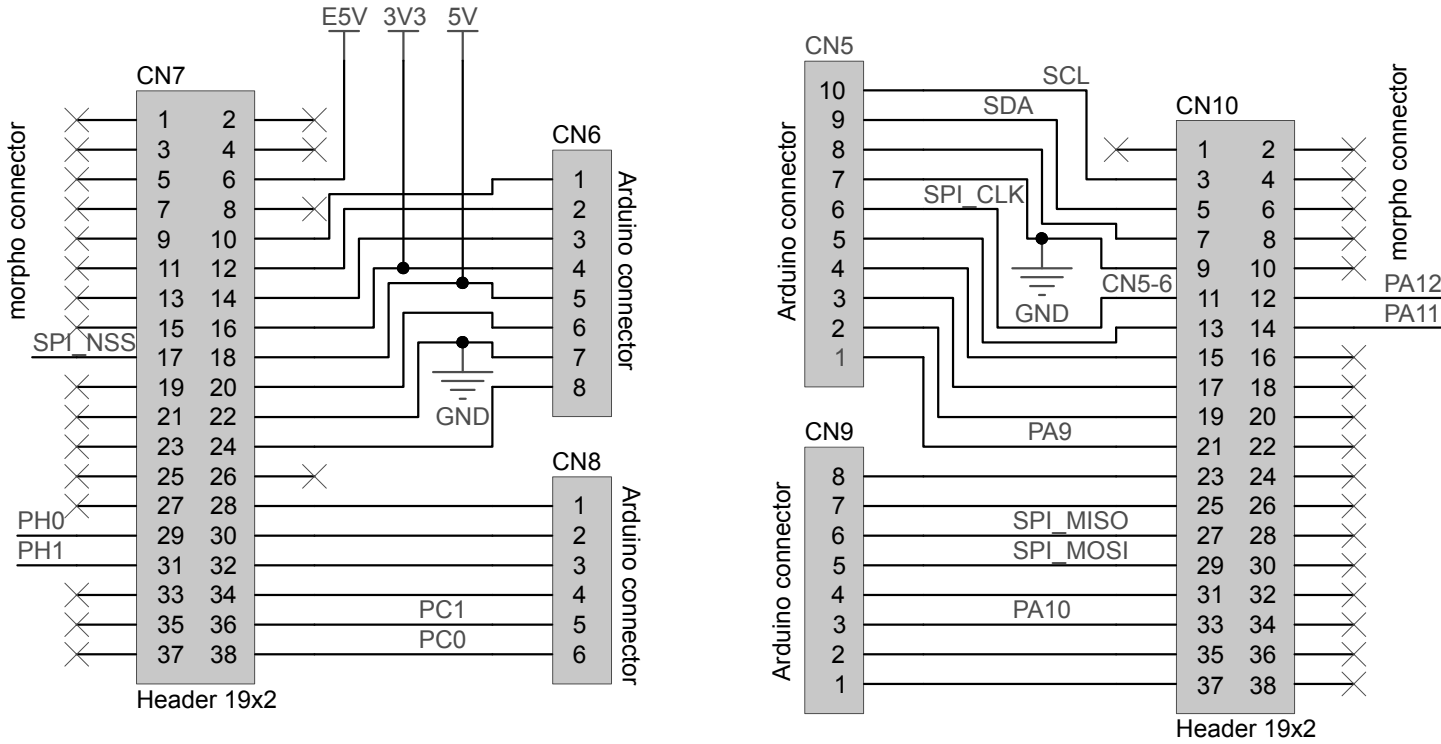 E5V 3V3 5V
CN7
morpho connector
1 2
3 4
5 6
7 8
9 10
11 12
13 14
15 16
SPI_NSS
17 18
19 20
21 22
23 24
25 26
27 28
PH0
29 30
PH1
31 32
33 34
35 36
37 38
Header 19x2
CN6
Arduino connector
1
2
3
4
5
6
7
8
GND
CN8
Arduino connector
1
2
3
4
5
6
PC1
PC0
CN5
Arduino connector
10
9
8
7
6
5
4
3
2
1
SCL
SDA
SPI_CLK
GND
CN5-6
PA9
CN9
Arduino connector
8
7
6
5
4
3
2
1
SPI_MISO
SPI_MOSI
PA10
CN10
morpho connector
1 2
3 4
5 6
7 8
9 10
11 12
PA12
13 14
PA11
15 16
17 18
19 20
21 22
23 24
25 26
27 28
29 30
31 32
33 34
35 36
37 38
Header 19x2